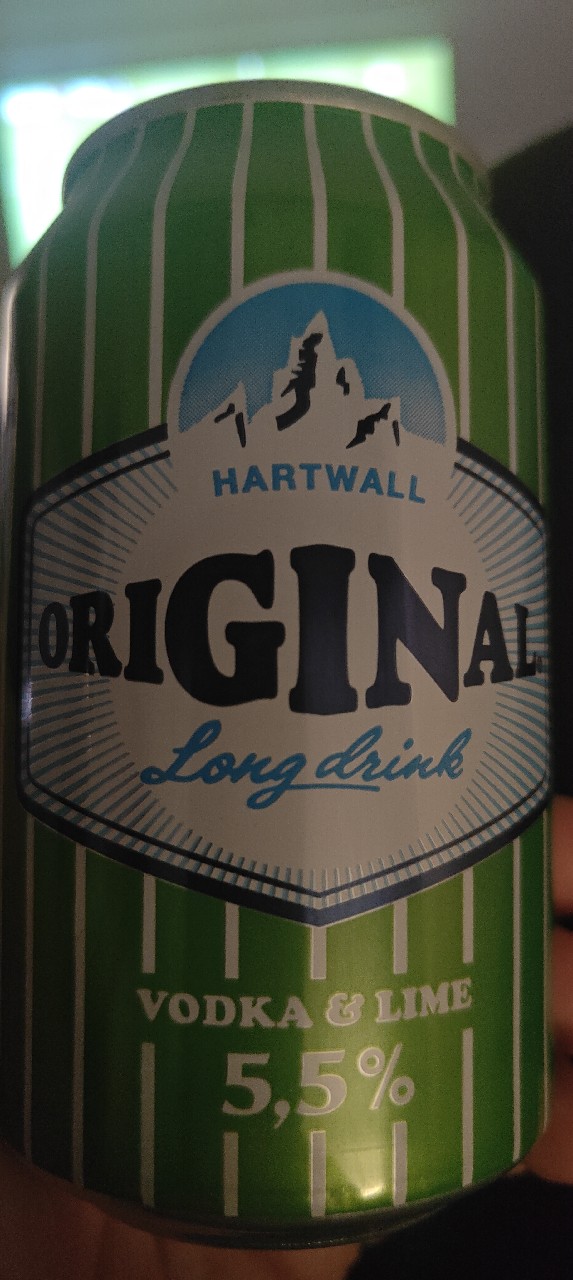 HARTWALL
ORIGINAL
Long drink
VODKA & LIME
5,5%